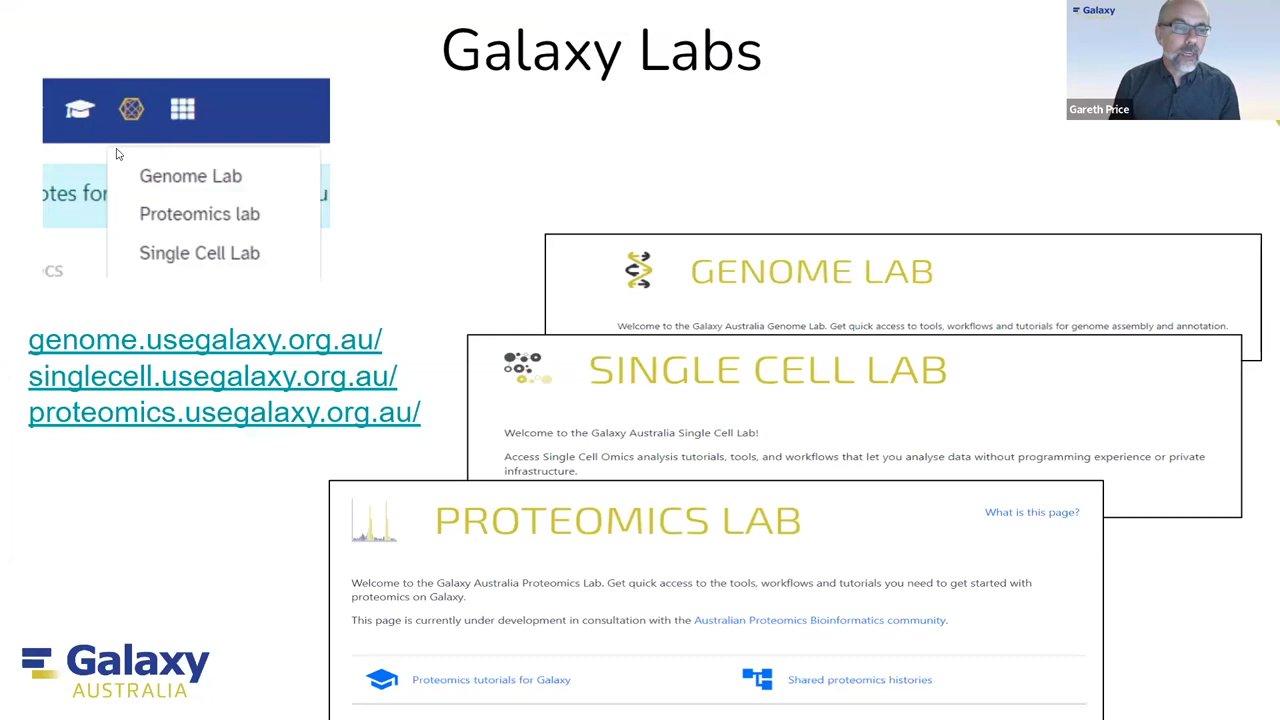 Galaxy Labs
Galaxy
Gareth Price
Genome Lab
otes for
u
Proteomics lab
Single Cell Lab
cs
genome.usegalaxy.org.au/
singlecell.usegalaxy.org.au/
proteomics.usegalaxy.org.au/
GENOME LAB
Welcome to the Galaxy Australia Genome Lab. Get quick access to tools, workflows and tutorials for genome assembly and annotation.
SINGLE CELL LAB
Welcome to the Galaxy Australia Single Cell Lab!
Access Single Cell Omics analysis tutorials, tools, and workflows that let you analyse data without programming experience or private
infrastructure.
PROTEOMICS LAB
What is this page?
Welcome to the Galaxy Australia Proteomics Lab. Get quick access to the tools, workflows and tutorials you need to get started with
proteomics on Galaxy.
This page is currently under development in consultation with the Australian Proteomics Bioinformatics community.
Proteomics tutorials for Galaxy
Shared proteomics histories
Galaxy
AUSTRALIA